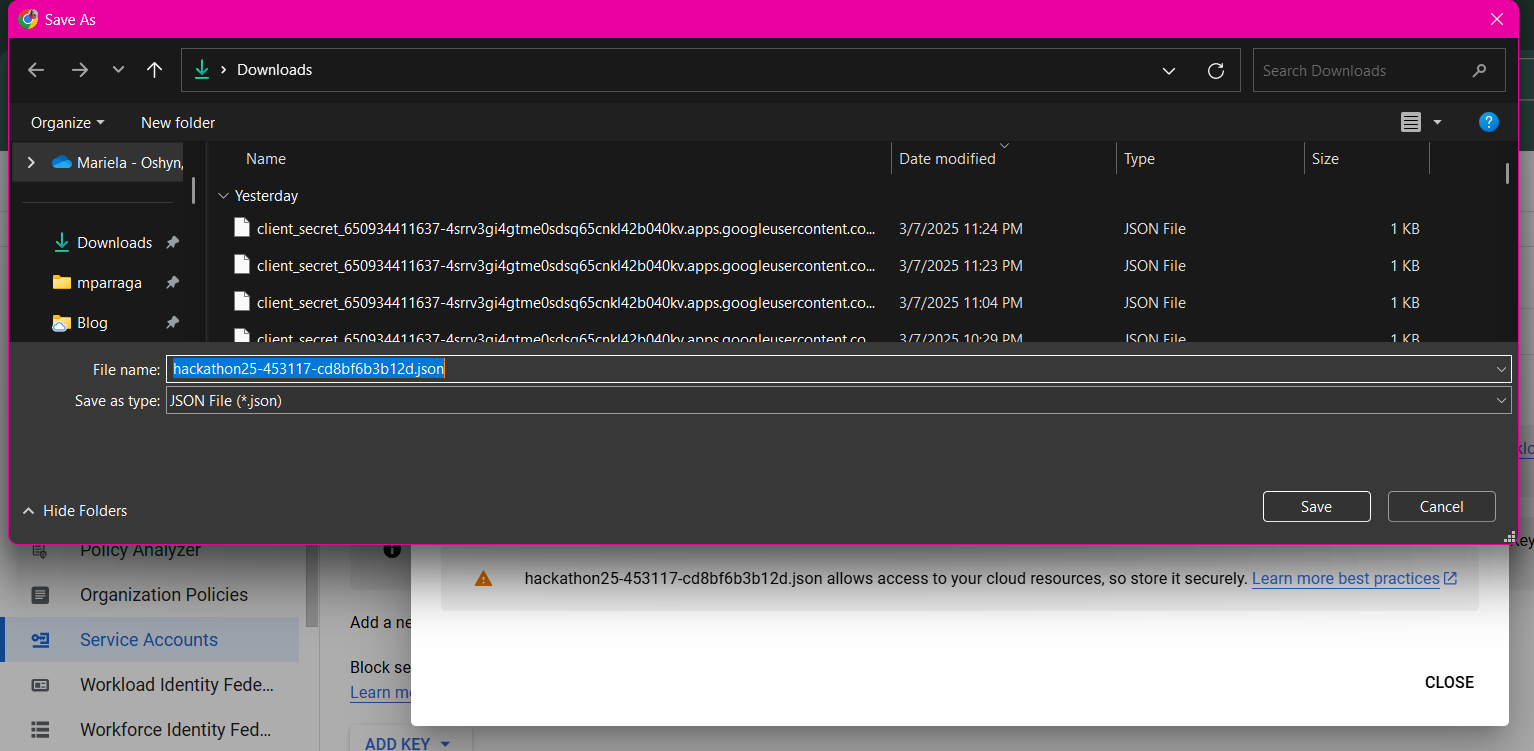 Save As
Downloads
Search Downloads
Organize
New folder
?
Mariela - Oshyn,
Name
Date modified
Type
Size
Yesterday
client_secret_650934411637-4srrv3gi4gtme0sdsq65cnkl42b040kv.apps.googleusercontent.co... 3/7/2025 11:24 PM JSON File 1 KB
Downloads
client_secret_650934411637-4srrv3gi4gtme0sdsq65cnkl42b040kv.apps.googleusercontent.co... 3/7/2025 11:23 PM JSON File 1 KB
mparraga
client_secret_650934411637-4srrv3gi4gtme0sdsq65cnkl42b040kv.apps.googleusercontent.co... 3/7/2025 11:04 PM JSON File 1 KB
Blog
client_secret_650934411637-4srrv3gi4gtme0sdsq65cnkl42b040kv.apps.googleusercontent.co... 3/7/2025 10:29 PM JSON File 1 KB
File name: hackathon25-453117-cd8bf6b3b12d.json
Save as type: JSON File (*.json)
Hide Folders
Save
Cancel
Policy Analyzer
hackathon25-453117-cd8bf6b3b12d.json allows access to your cloud resources, so store it securely. Learn more best practices
Organization Policies
Add a ne
Service Accounts
Block se
Workload Identity Fede...
Learn mo
CLOSE
Workforce Identity Fed...
ADD KEY